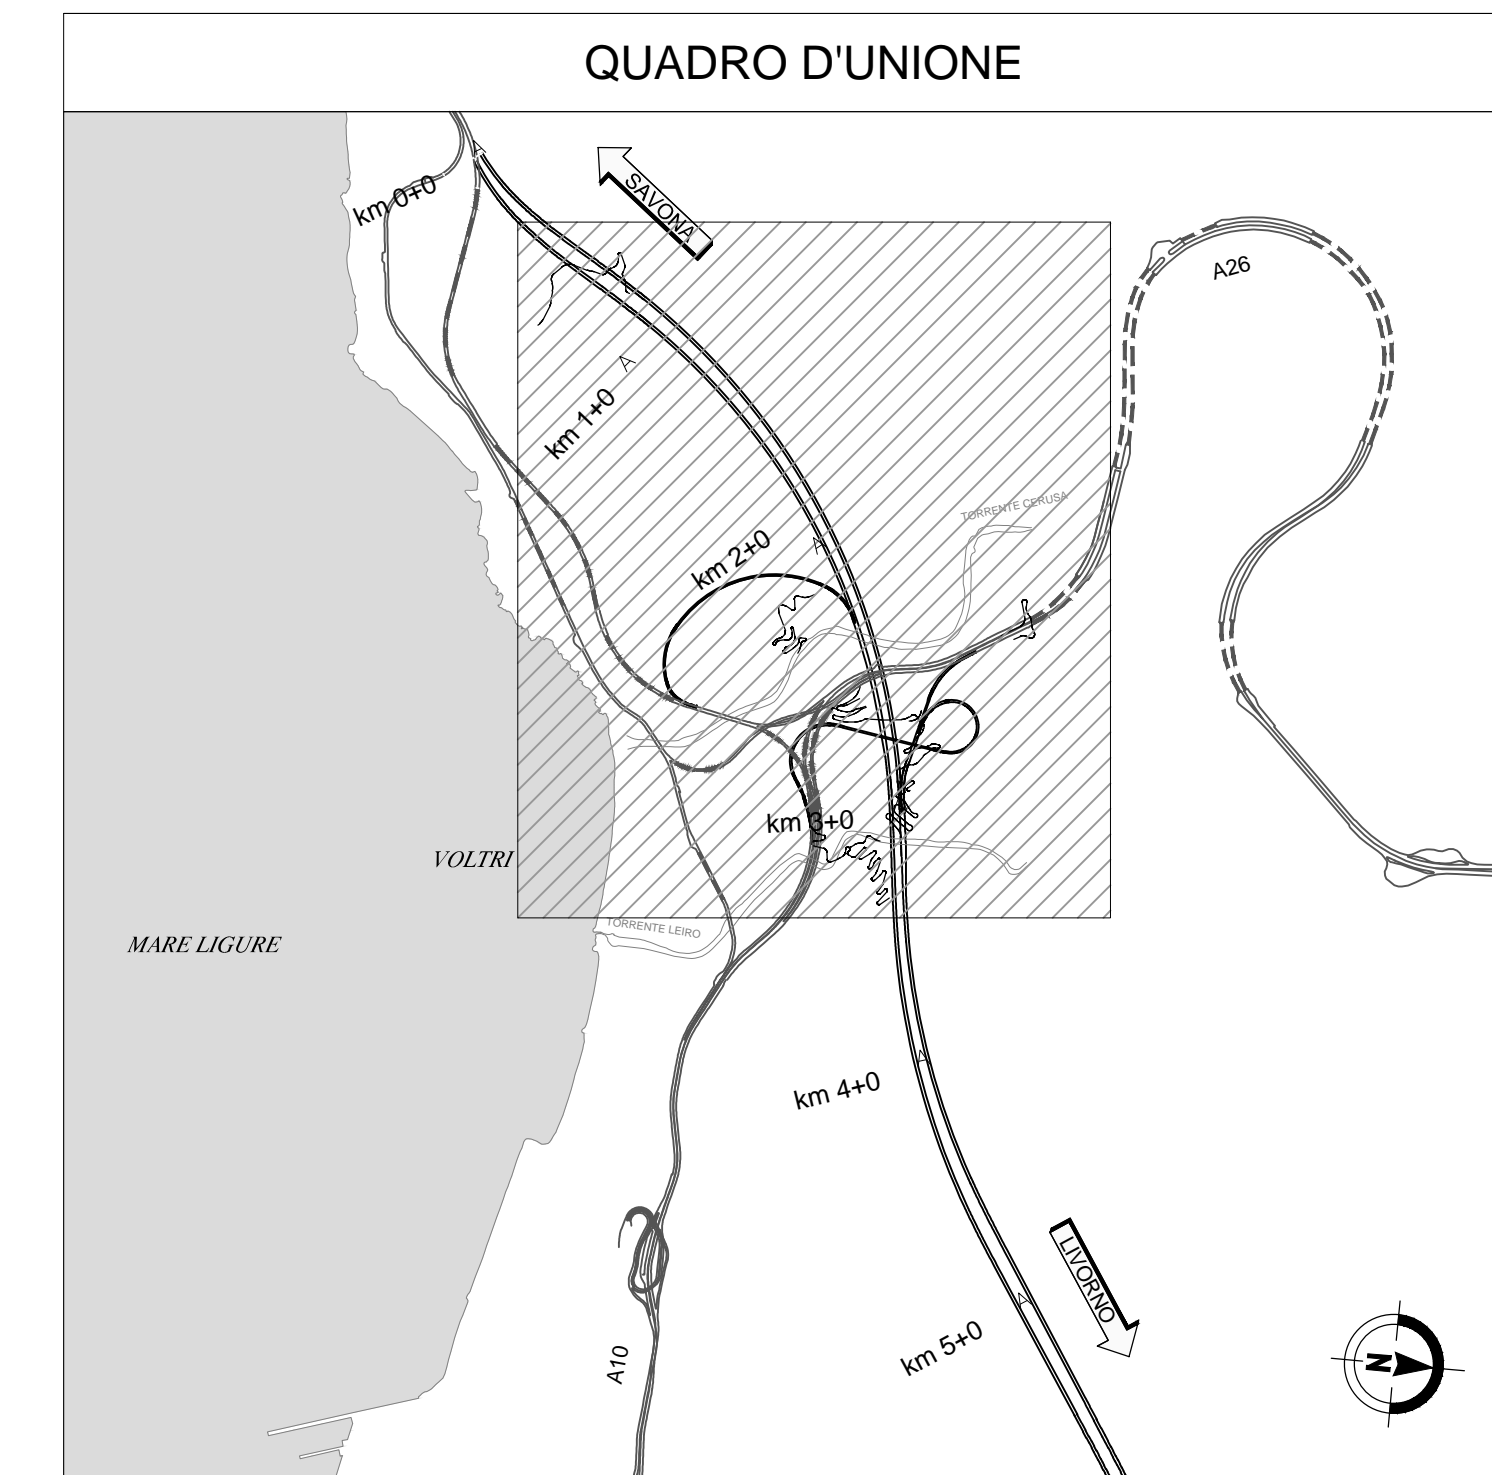 QUADRO D'UNIONE
km 0+0
SAVONA
A26
km 1+0
TORRENTE CERUSA
km 2+0
km 3+0
VOLTRI
TORRENTE LEIRO
MARE LIGURE
km 4+0
LIVORNO
km 5+0
A10
N